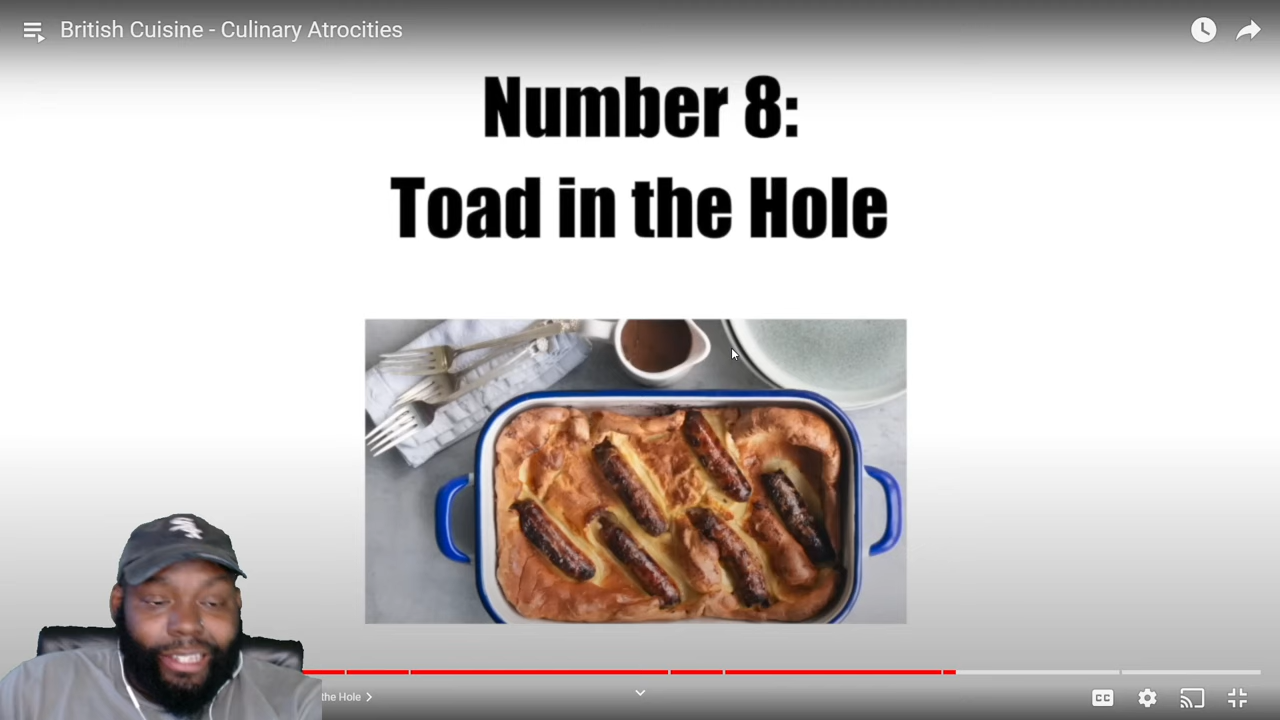 British Cuisine - Culinary Atrocities
Number 8:
Toad in the Hole
the Hole
CC